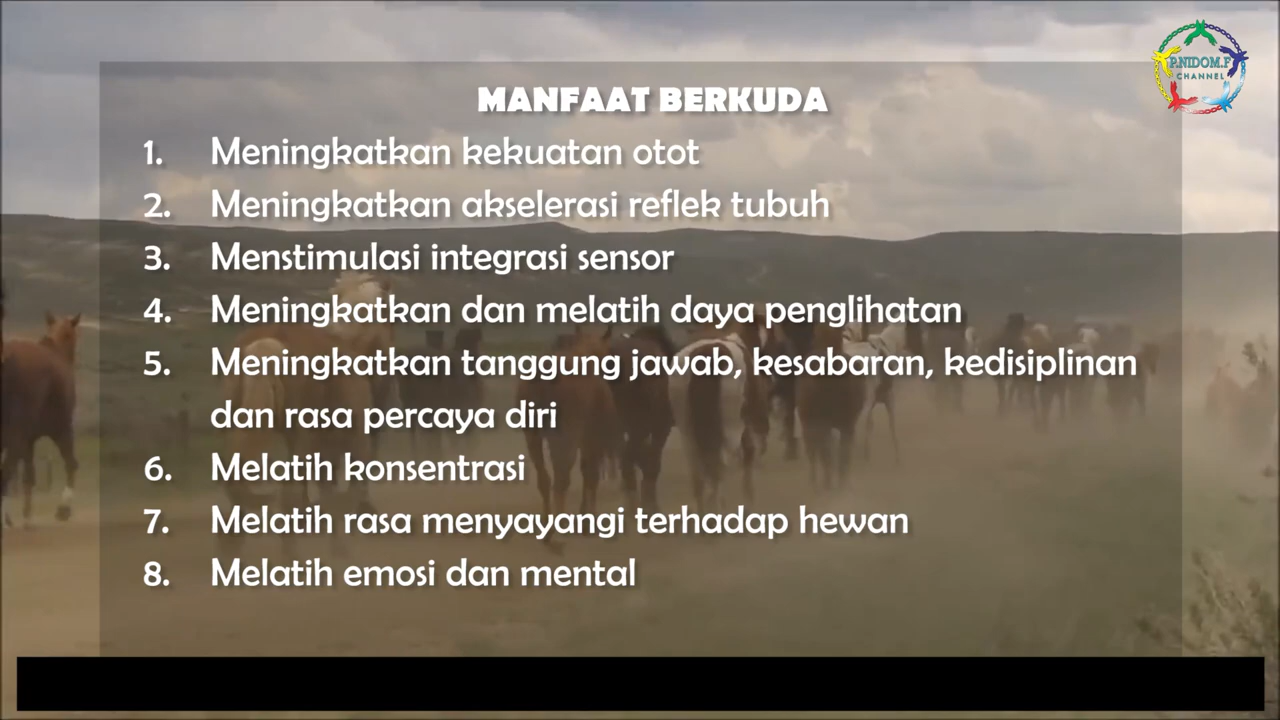 P.NIDOM.F
CHANNEL
MANFAAT BERKUDA
1. Meningkatkan kekuatan otot
2. Meningkatkan akselerasi reflek tubuh
3. Menstimulasi integrasi sensor
4. Meningkatkan dan melatih daya penglihatan
5. Meningkatkan tanggung jawab, kesabaran, kedisiplinan
dan rasa percaya diri
6. Melatih konsentrasi
7. Melatih rasa menyayangi terhadap hewan
8. Melatih emosi dan mental